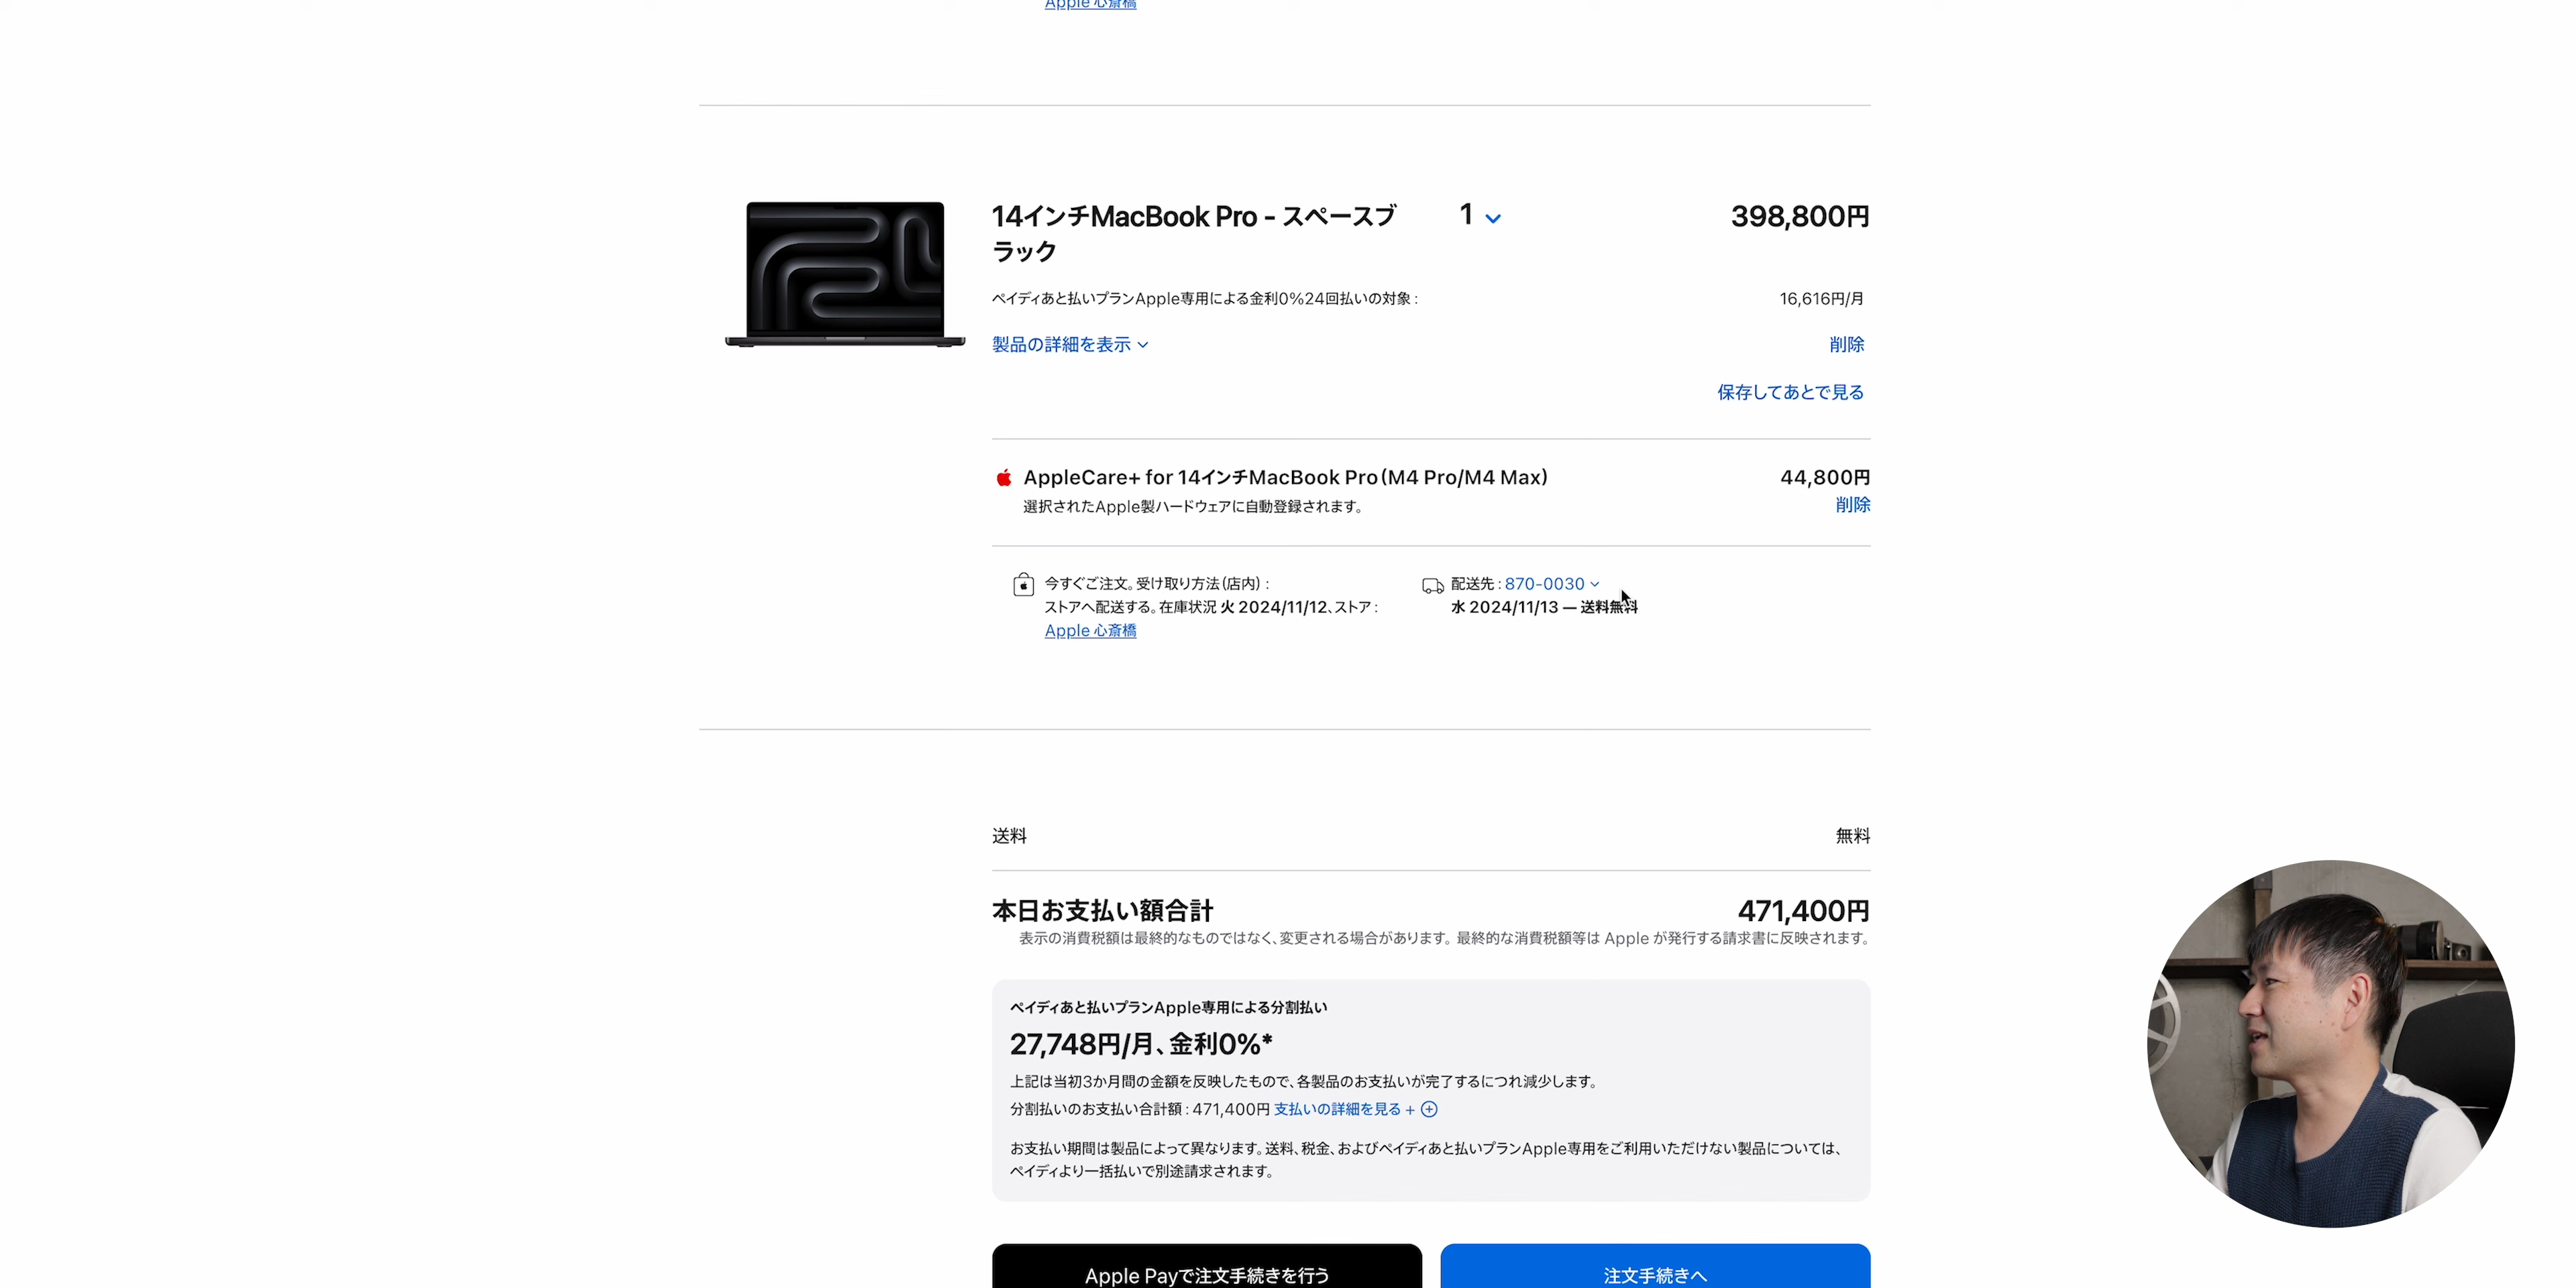 Apple 心斎橋
14インチMacBook Pro - スペースブ
ラック
1
398,800円
ペイディあと払いプランApple専用による金利0%24回払いの対象 :
16,616円/月
製品の詳細を表示
削除
保存してあとで見る
AppleCare+ for 14インチMacBook Pro(M4 Pro/M4 Max)
44,800円
選択されたApple製ハードウェアに自動登録されます。
削除
今すぐご注文。受け取り方法(店内) :
ストアへ配送する。在庫状況 火 2024/11/12、ストア :
Apple 心斎橋
配送先 : 870-0030
水 2024/11/13 — 送料無料
送料
無料
本日お支払い額合計
471,400円
表示の消費税額は最終的なものではなく、変更される場合があります。最終的な消費税額等は Apple が発行する請求書に反映されます。
ペイディあと払いプランApple専用による分割払い
27,748円/月、金利0%*
上記は当初3か月間の金額を反映したもので、各製品のお支払いが完了するにつれ減少します。
分割払いのお支払い合計額 : 471,400円 支払いの詳細を見る +
お支払い期間は製品によって異なります。送料、税金、およびペイディあと払いプランApple専用をご利用いただけない製品については、
ペイディより一括払いで別途請求されます。
Apple Payで注文手続きを行う
注文手続きへ